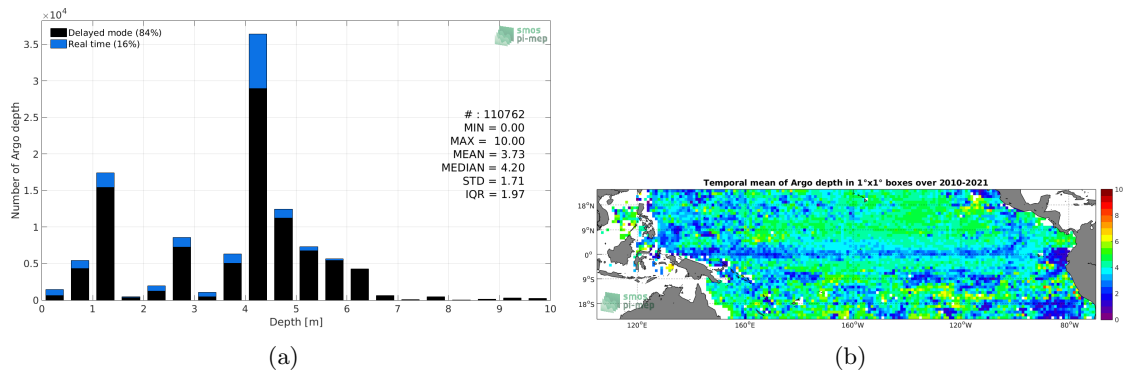 ×10⁴
Delayed mode (84%)
Real time (16%)
smos
pi-mep
3.5
3
2.5
2
1.5
1
0.5
0
Number of Argo depth
# : 110762
MIN = 0.00
MAX = 10.00
MEAN = 3.73
MEDIAN = 4.20
STD = 1.71
IQR = 1.97
0 1 2 3 4 5 6 7 8 9 10
Depth [m]
(a)
Temporal mean of Argo depth in 1°x1° boxes over 2010-2021
18°N
9°N
0°
9°S
18°S
smos
pi-mep
120°E 160°E 160°W 120°W 80°W
10
8
6
4
2
0
(b)